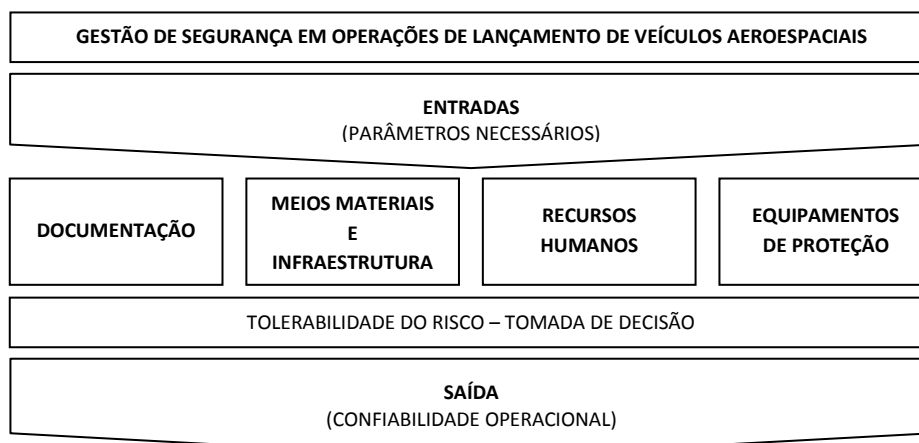 GESTÃO DE SEGURANÇA EM OPERAÇÕES DE LANÇAMENTO DE VEÍCULOS AEROESPACIAIS
ENTRADAS
(PARÂMETROS NECESSÁRIOS)
DOCUMENTAÇÃO
MEIOS MATERIAIS
E
INFRAESTRUTURA
RECURSOS
HUMANOS
EQUIPAMENTOS
DE PROTEÇÃO
TOLERABILIDADE DO RISCO – TOMADA DE DECISÃO
SAÍDA
(CONFIABILIDADE OPERACIONAL)